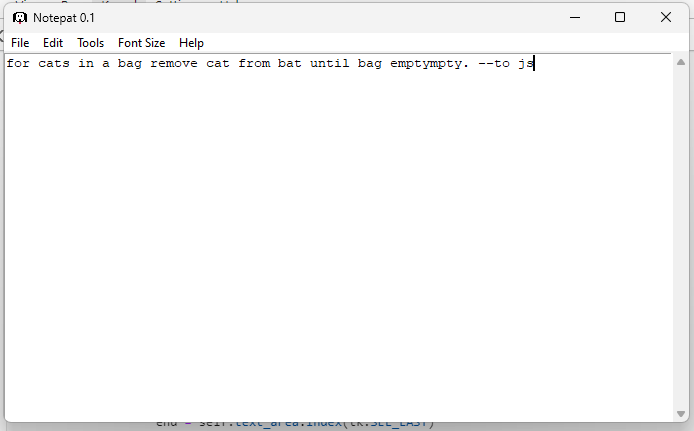 Notepat 0.1
File Edit Tools Font Size Help
for cats in a bag remove cat from bat until bag emptympty. --to js
end = self.text_area.index(tk.SEL_LAST)